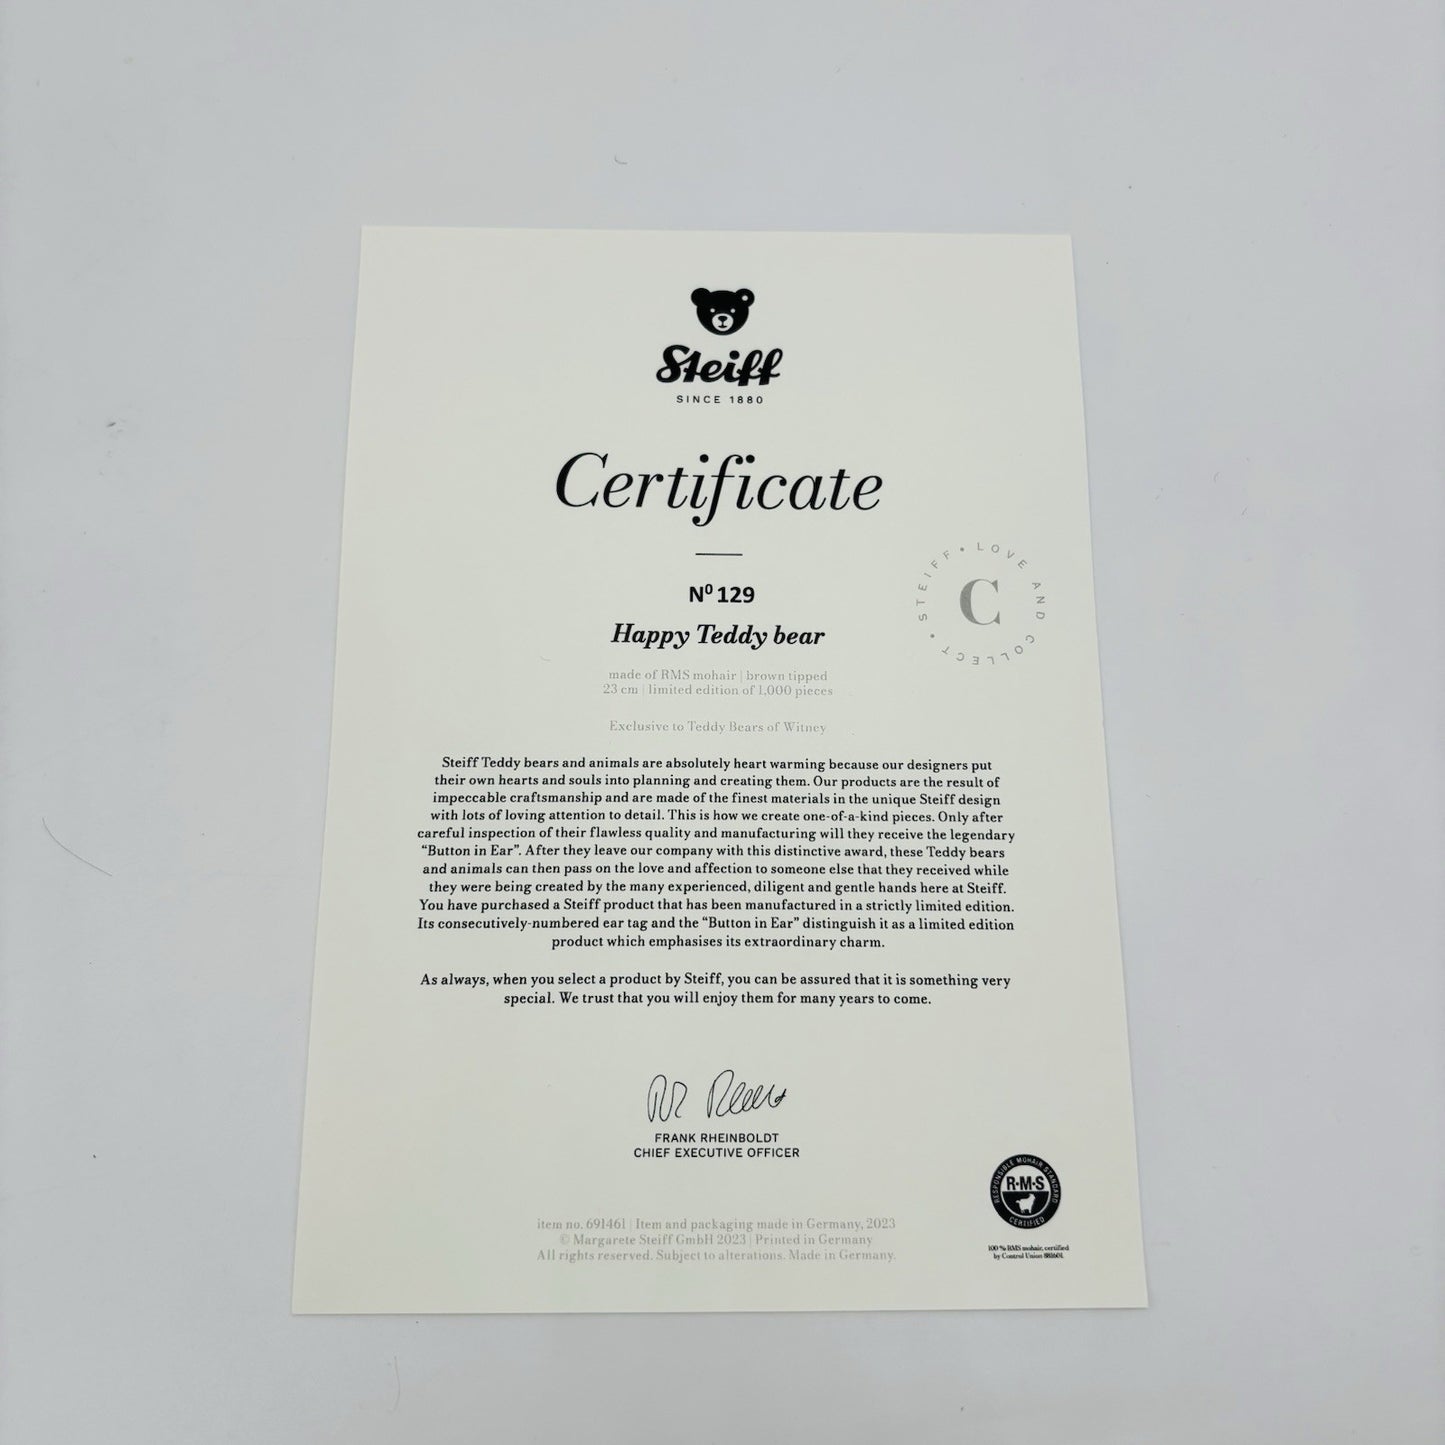 Steiff
SINCE 1880
Certificate
Nº 129
Happy Teddy bear
STEIFF • LOVE AND COLLECT •
C
made of RMS mohair | brown tipped
23 cm | limited edition of 1,000 pieces
Exclusive to Teddy Bears of Witney
Steiff Teddy bears and animals are absolutely heart warming because our designers put
their own hearts and souls into planning and creating them. Our products are the result of
impeccable craftsmanship and are made of the finest materials in the unique Steiff design
with lots of loving attention to detail. This is how we create one-of-a-kind pieces. Only after
careful inspection of their flawless quality and manufacturing will they receive the legendary
“Button in Ear”. After they leave our company with this distinctive award, these Teddy bears
and animals can then pass on the love and affection to someone else that they received while
they were being created by the many experienced, diligent and gentle hands here at Steiff.
You have purchased a Steiff product that has been manufactured in a strictly limited edition.
Its consecutively-numbered ear tag and the “Button in Ear” distinguish it as a limited edition
product which emphasises its extraordinary charm.
As always, when you select a product by Steiff, you can be assured that it is something very
special. We trust that you will enjoy them for many years to come.
FRANK RHEINBOLDT
CHIEF EXECUTIVE OFFICER
RESPONSIBLE MOHAIR STANDARD
R·M·S
CERTIFIED
100 % RMS mohair, certified
by Control Union
item no. 691461 | Item and packaging made in Germany, 2023
© Margarete Steiff GmbH 2023 | Printed in Germany
All rights reserved. Subject to alterations. Made in Germany.